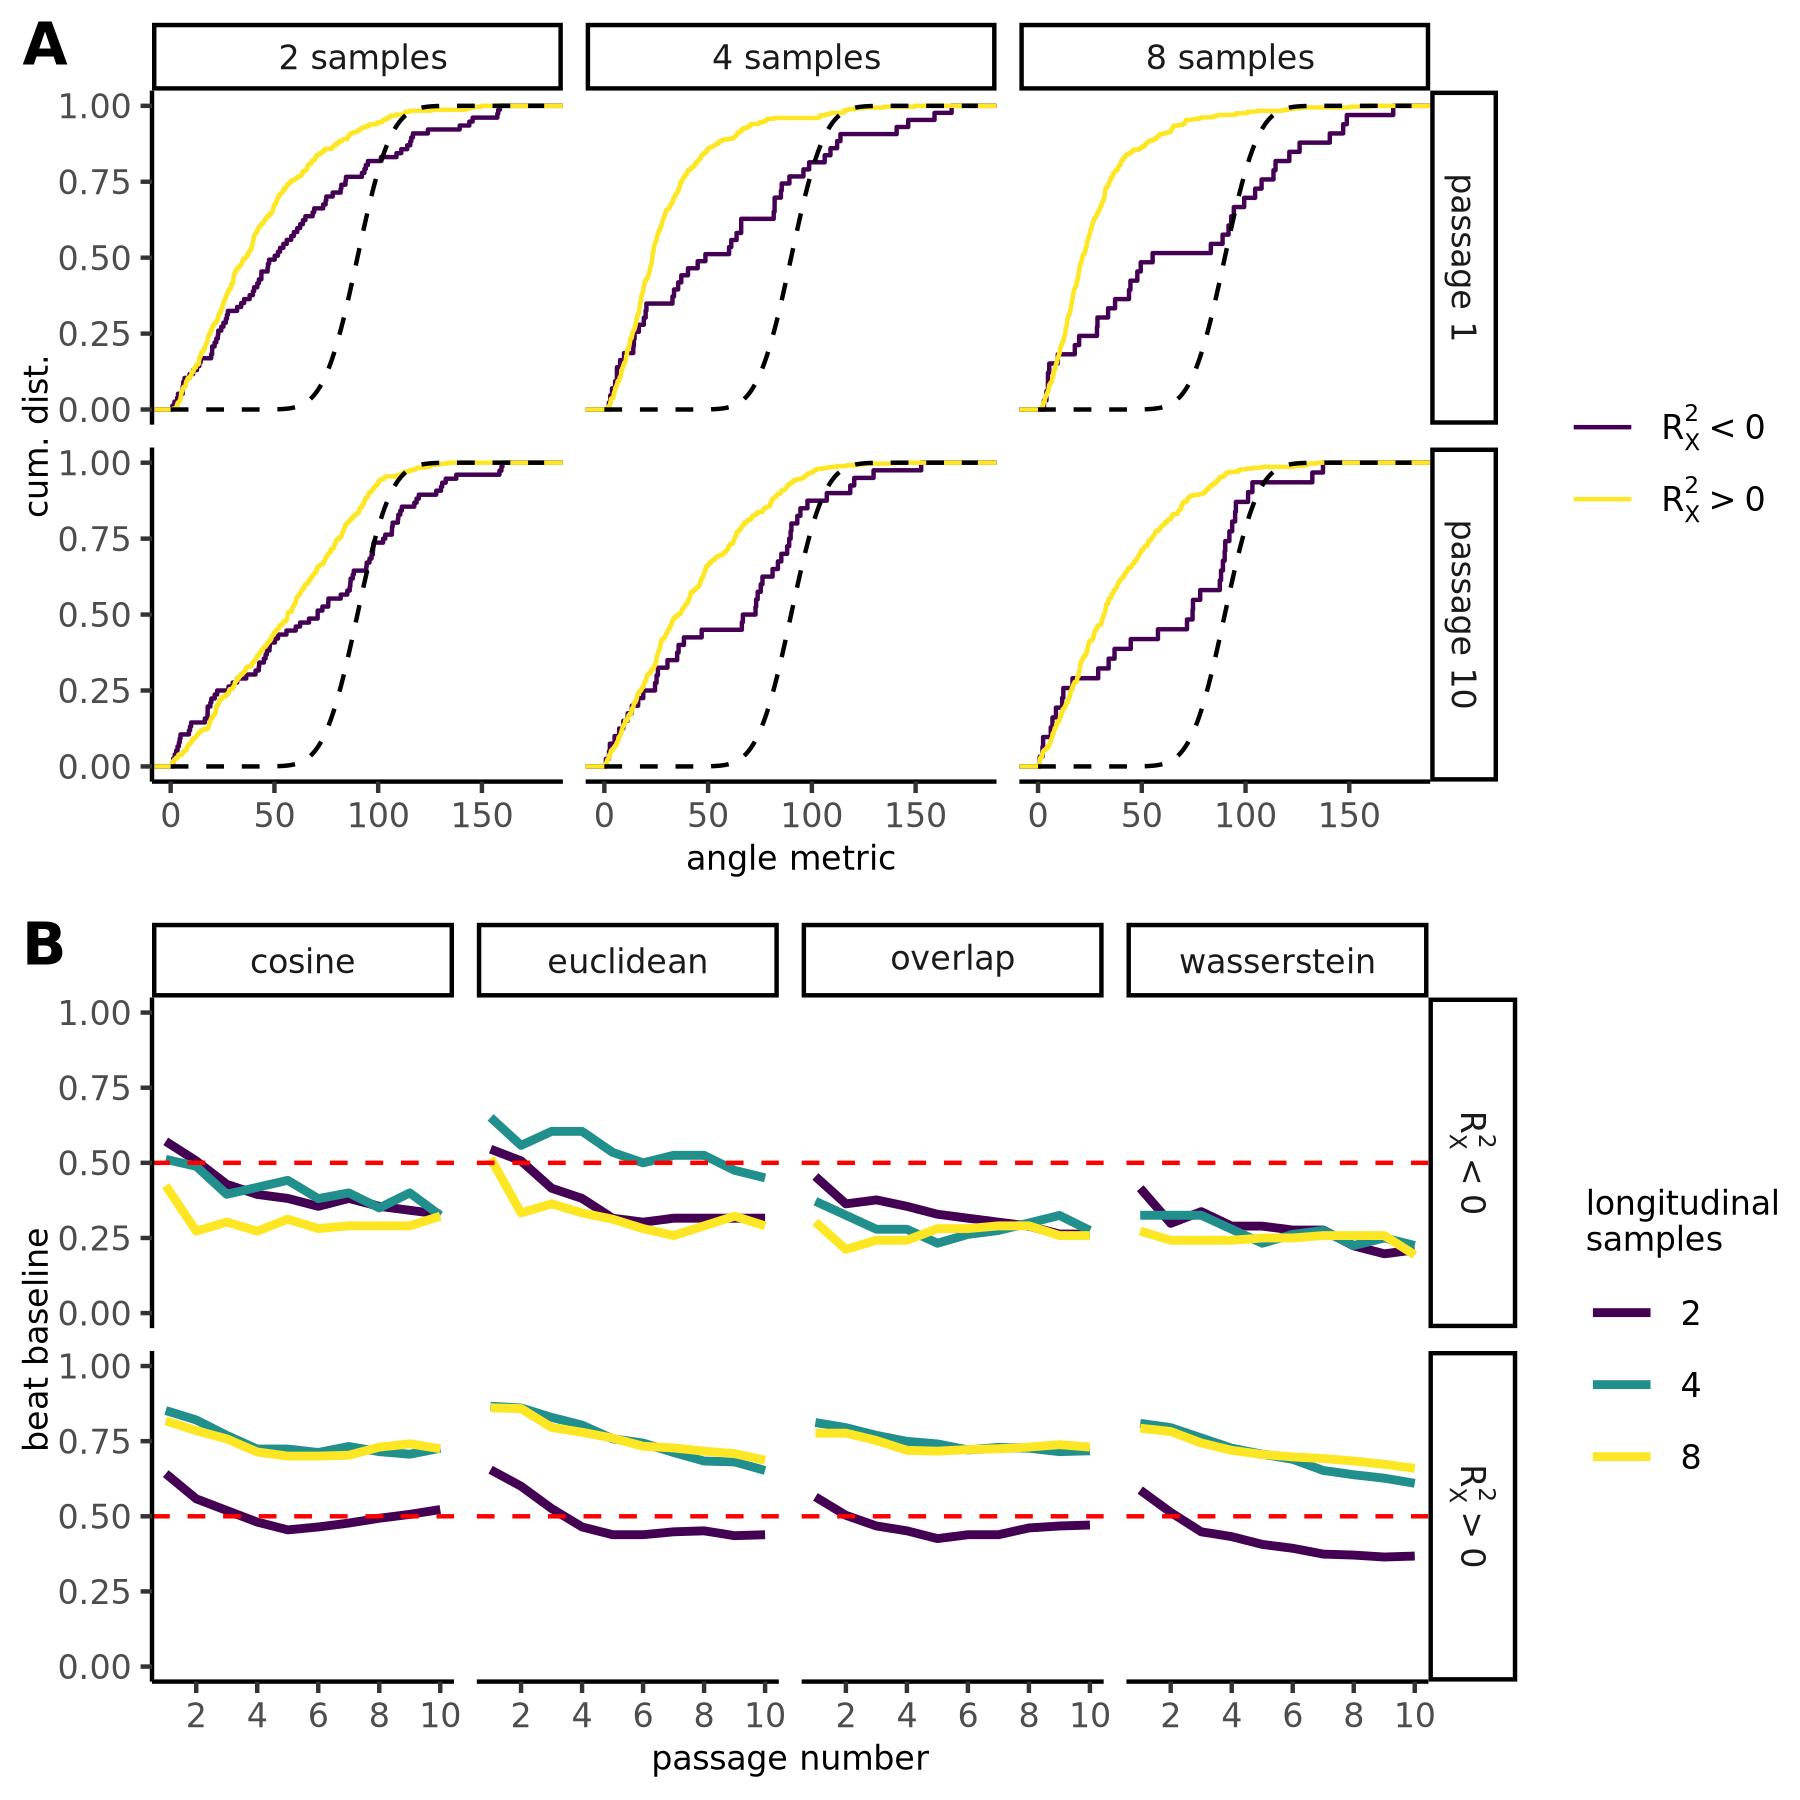 A
2 samples
4 samples
8 samples
1.00
0.75
0.50
0.25
0.00
passage 1
1.00
0.75
0.50
0.25
0.00
passage 10
cum. dist.
0 50 100 150
0 50 100 150
0 50 100 150
angle metric
R²X < 0
R²X > 0
B
cosine
euclidean
overlap
wasserstein
1.00
0.75
0.50
0.25
0.00
R²X < 0
1.00
0.75
0.50
0.25
0.00
R²X > 0
beat baseline
2 4 6 8 10
2 4 6 8 10
2 4 6 8 10
2 4 6 8 10
passage number
longitudinal
samples
2
4
8